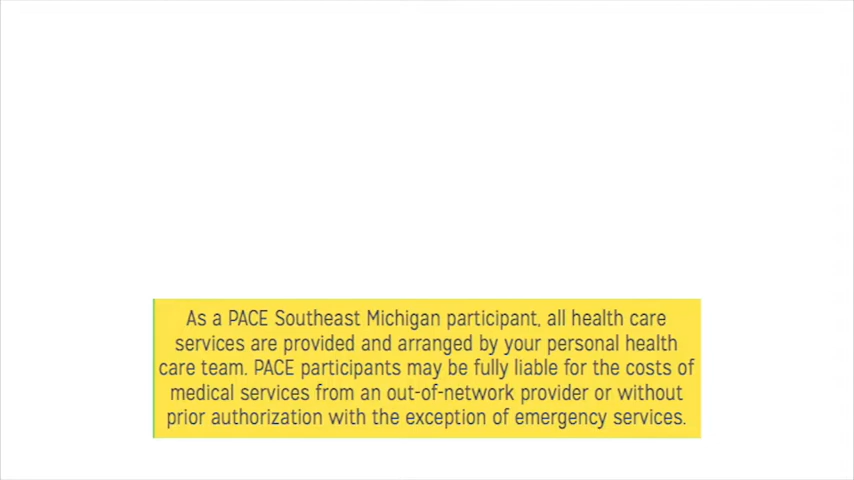 As a PACE Southeast Michigan participant, all health care
services are provided and arranged by your personal health
care team. PACE participants may be fully liable for the costs of
medical services from an out-of-network provider or without
prior authorization with the exception of emergency services.